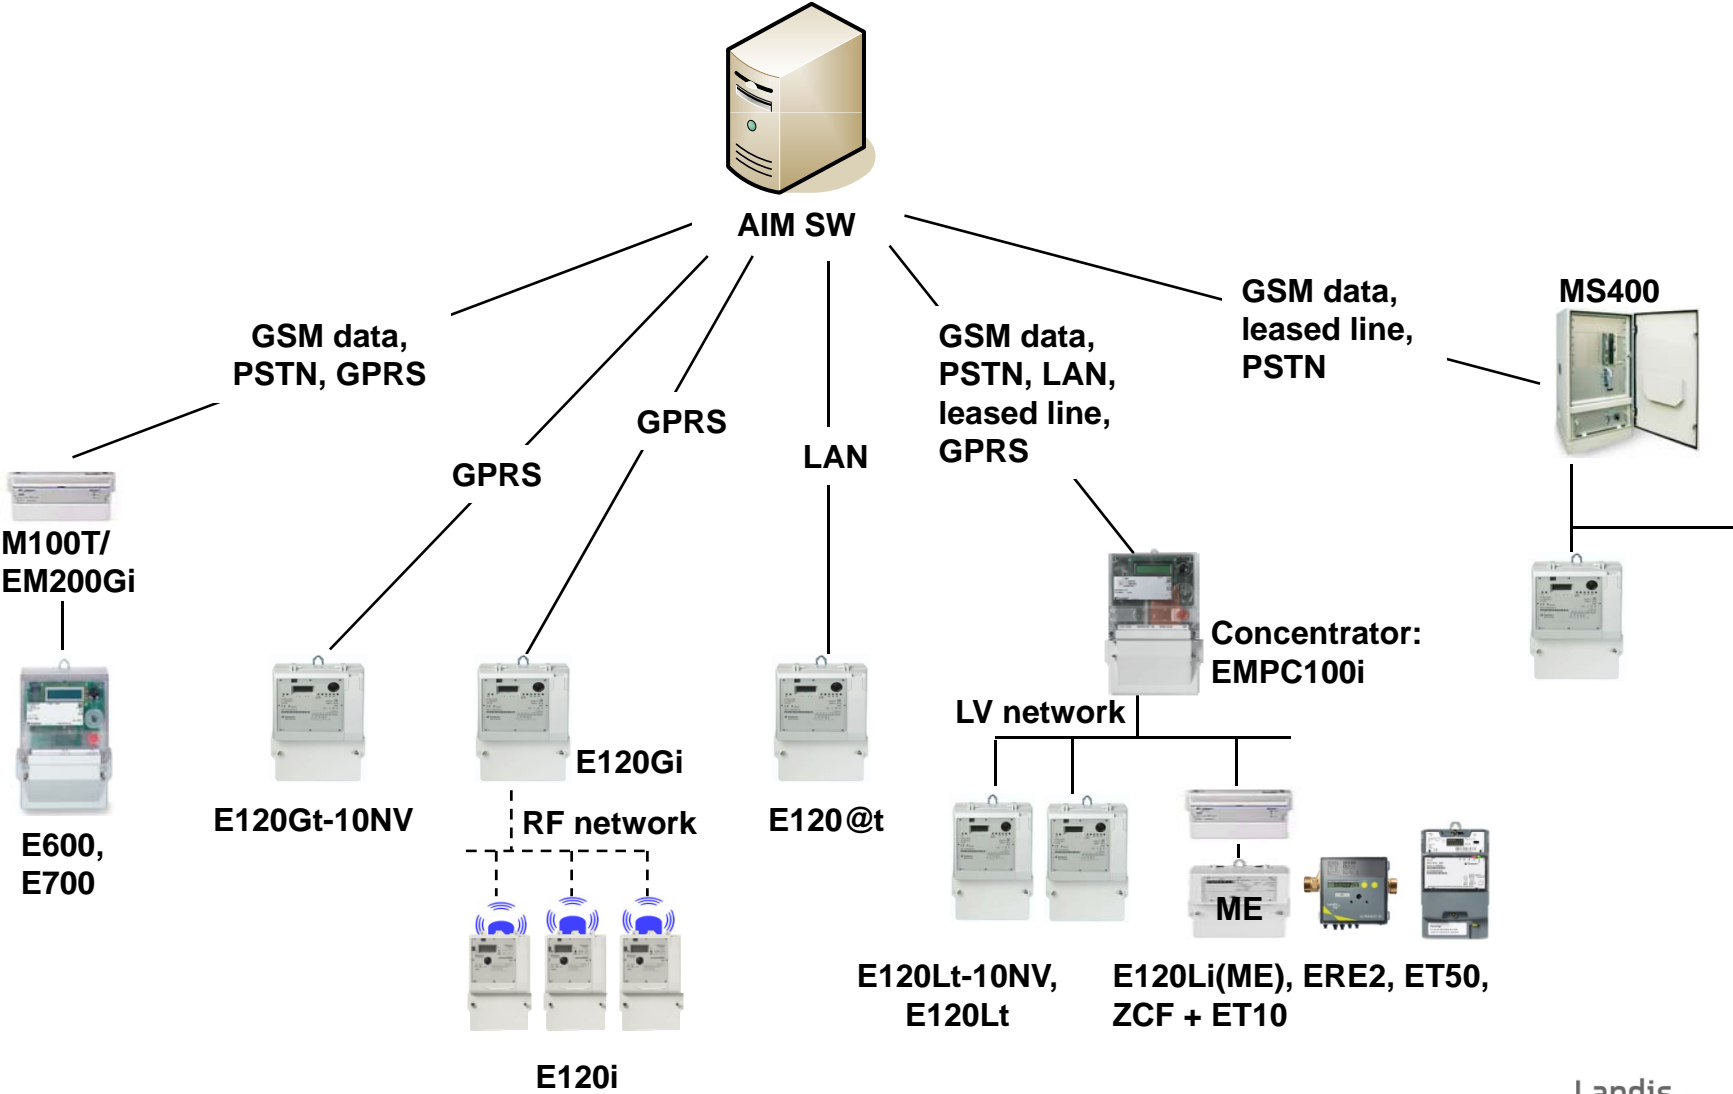 AIM SW
GSM data,
PSTN, GPRS
GPRS
GPRS
LAN
GSM data,
PSTN, LAN,
leased line,
GPRS
GSM data,
leased line,
PSTN
MS400
M100T/
EM200Gi
E600,
E700
E120Gt-10NV
E120Gi
RF network
E120i
E120@t
Concentrator:
EMPC100i
LV network
ME
E120Lt-10NV,
E120Lt
E120Li(ME), ERE2, ET50,
ZCF + ET10
Landis